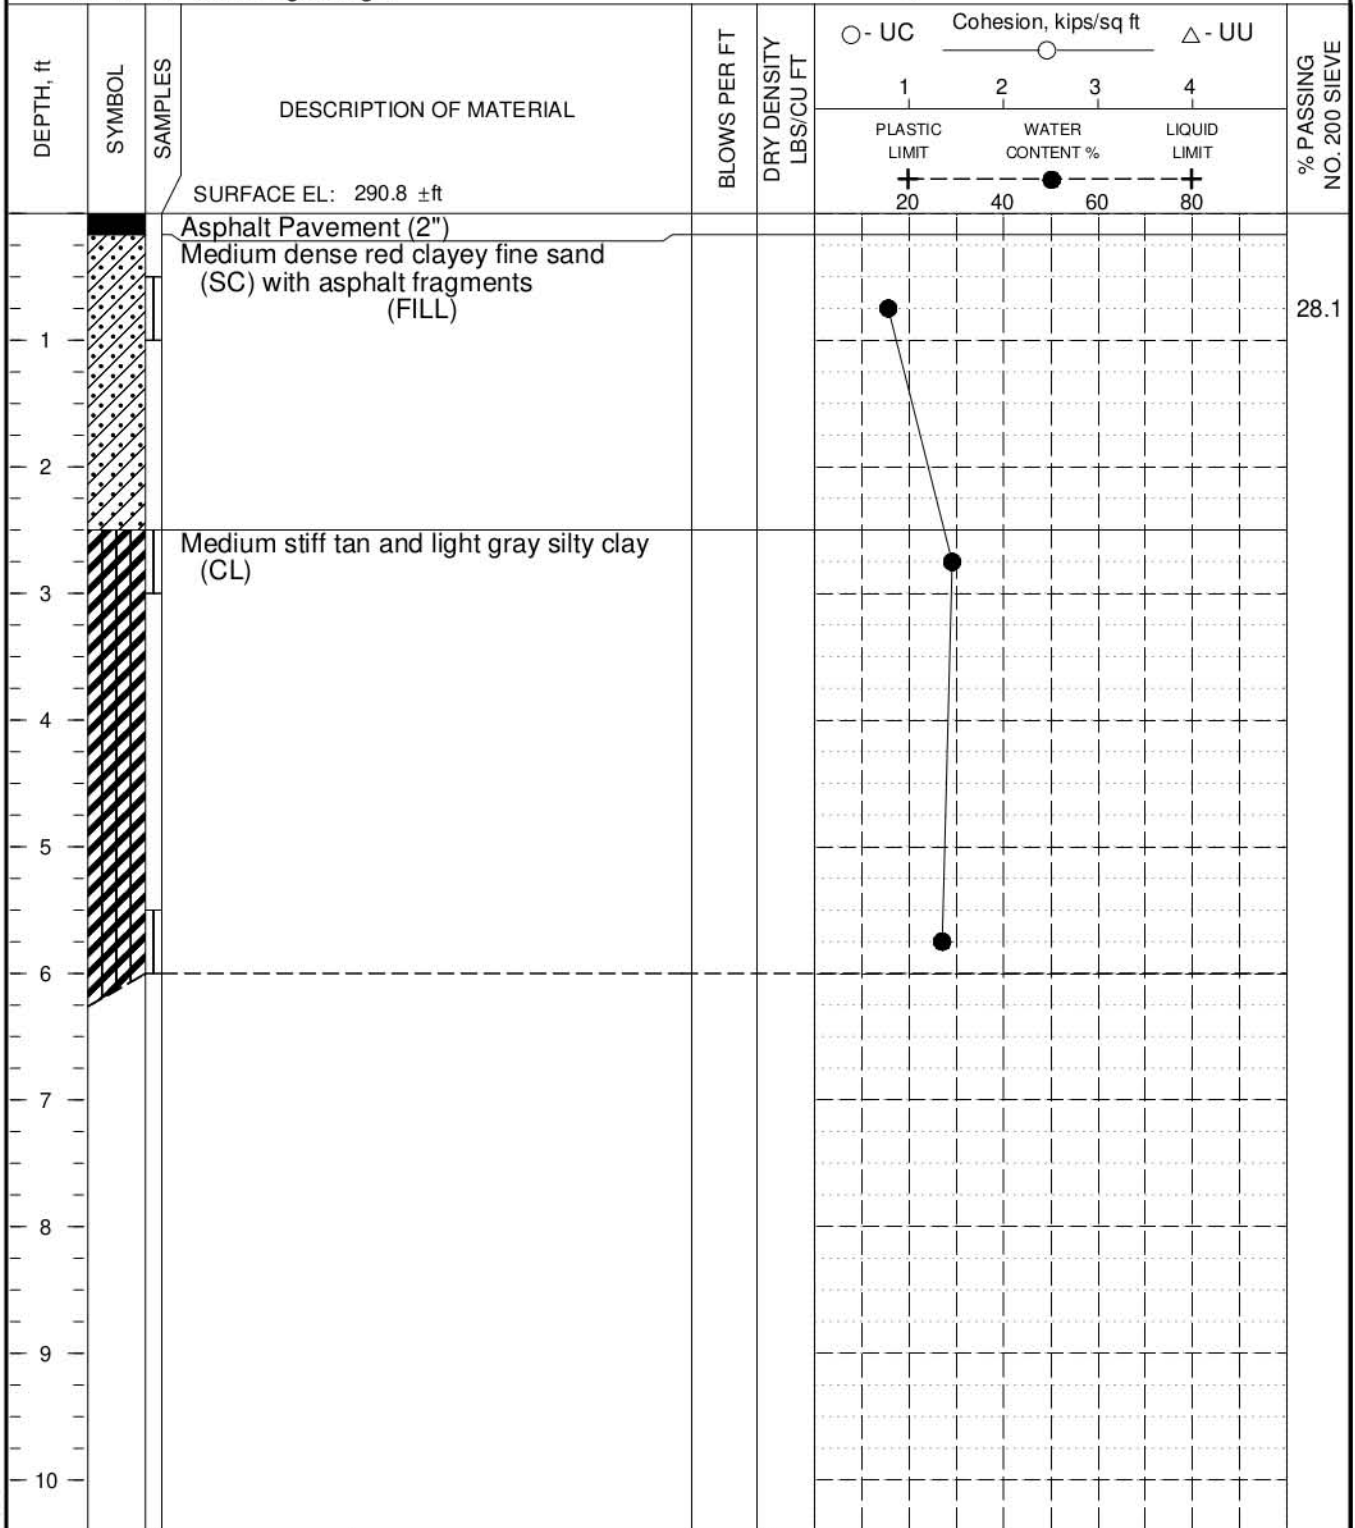 DEPTH, ft
SYMBOL
SAMPLES
DESCRIPTION OF MATERIAL
SURFACE EL: 290.8 ±ft
BLOWS PER FT
DRY DENSITY
LBS/CU FT
- UC
Cohesion, kips/sq ft
- UU
1 2 3 4
PLASTIC
LIMIT
WATER
CONTENT %
LIQUID
LIMIT
20 40 60 80
% PASSING
NO. 200 SIEVE
Asphalt Pavement (2")
Medium dense red clayey fine sand
(SC) with asphalt fragments
(FILL)
28.1
1
2
Medium stiff tan and light gray silty clay
(CL)
3
4
5
6
7
8
9
10